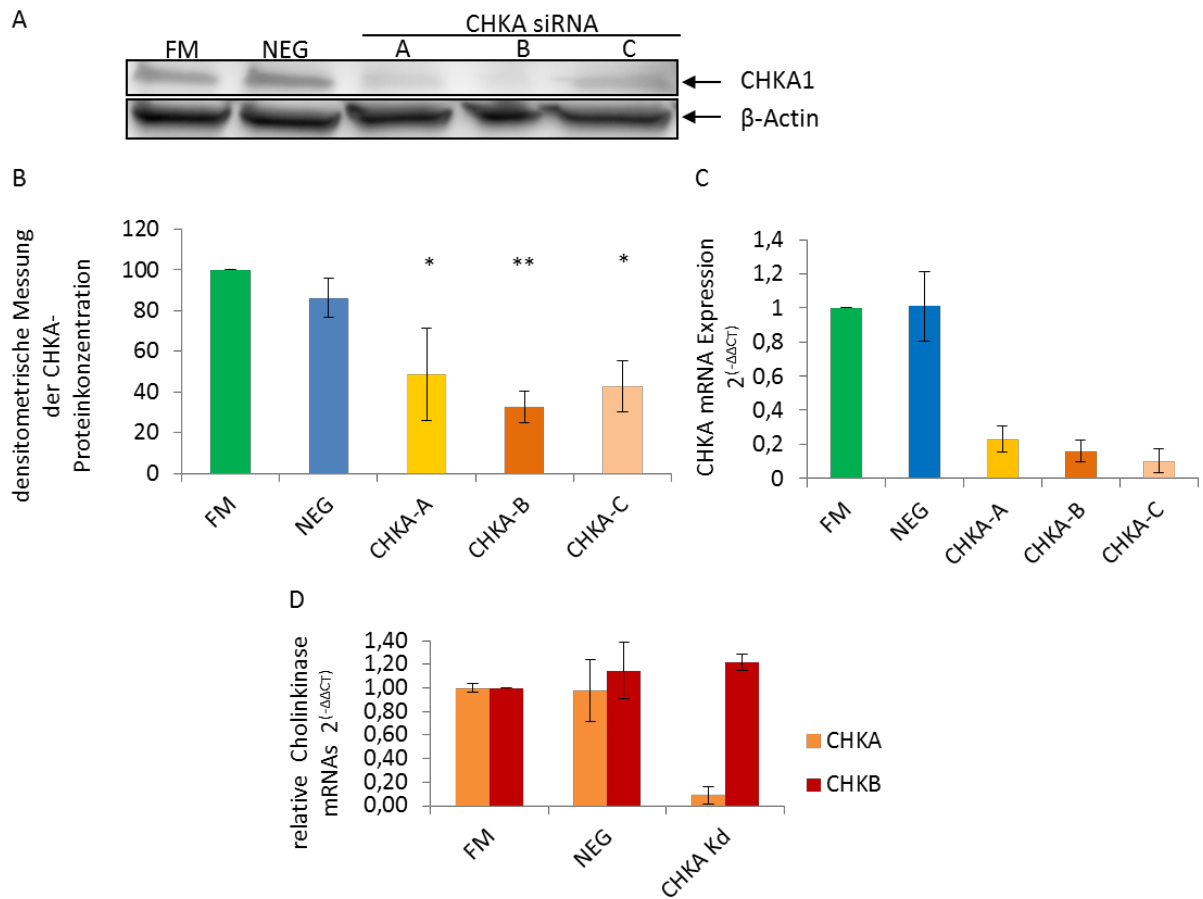 A
CHKA siRNA
FM NEG A B C
CHKA1
β-Actin
B
densitometrische Messung
der CHKA-
Proteinkonzentration
120
100
80
60
40
20
0
* ** *
FM NEG CHKA-A CHKA-B CHKA-C
C
CHKA mRNA Expression
2(-ΔΔCT)
1,4
1,2
1
0,8
0,6
0,4
0,2
0
FM NEG CHKA-A CHKA-B CHKA-C
D
relative Cholinkinase
mRNAs 2(-ΔΔCT)
1,40
1,20
1,00
0,80
0,60
0,40
0,20
0,00
FM NEG CHKA Kd
CHKA
CHKB